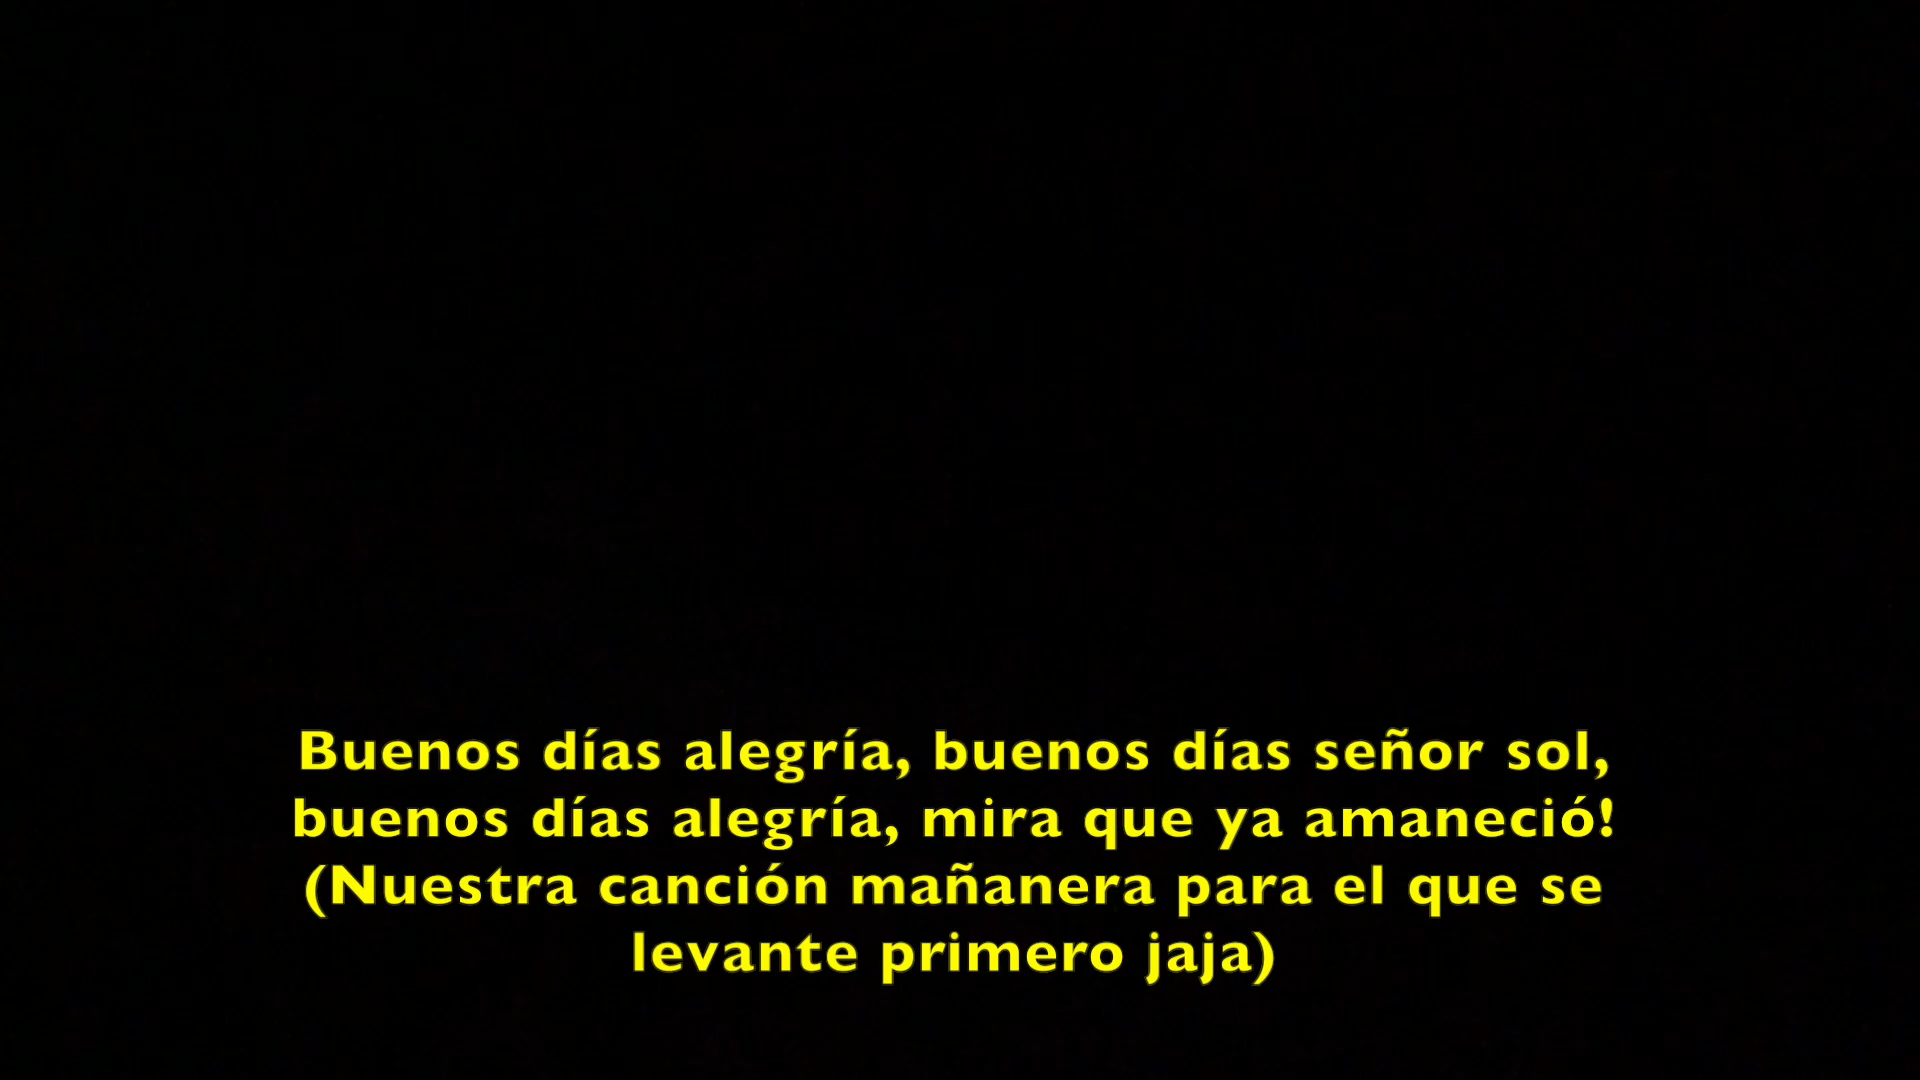 Buenos días alegría, buenos días señor sol,
buenos días alegría, mira que ya amaneció!
(Nuestra canción mañanera para el que se
levante primero jaja)